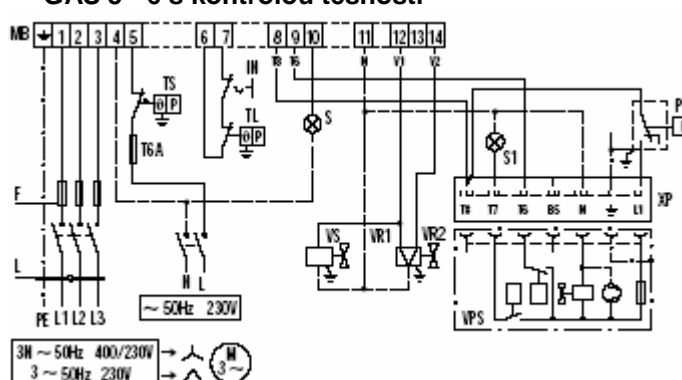 GAS 3 - 6 s kontrolou těsnosti
MB 1 2 3 4 5 6 7 8 9 10 11 12 13 14
T8 T6 N V1 V2
TS
IN
TL
S
T6A
S1
P
XP
T8 T7 T6 B5 N L1
VS VR1 VR2
VPS
F
L
N L
PE L1 L2 L3
~ 50Hz 230V
3N ~ 50Hz 400/230V
3 ~ 50Hz 230V
M
3 ~